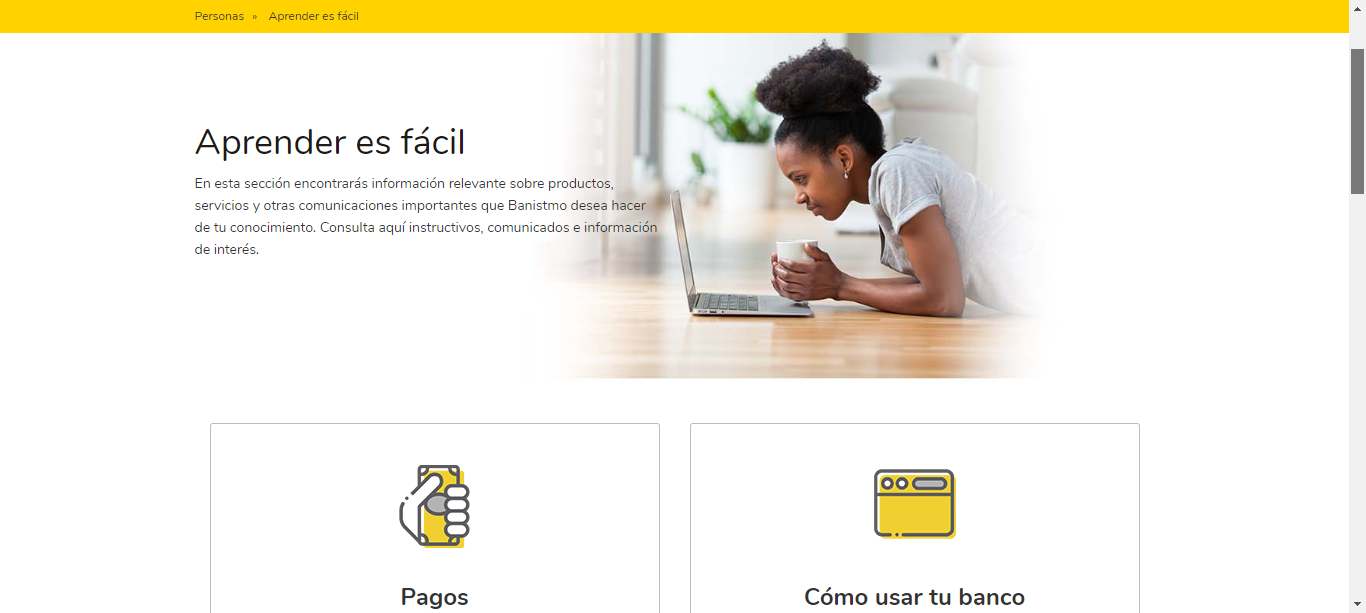 Personas » Aprender es fácil
Aprender es fácil
En esta sección encontrarás información relevante sobre productos,
servicios y otras comunicaciones importantes que Banistmo desea hacer
de tu conocimiento. Consulta aquí instructivos, comunicados e información
de interés.
Pagos
Cómo usar tu banco